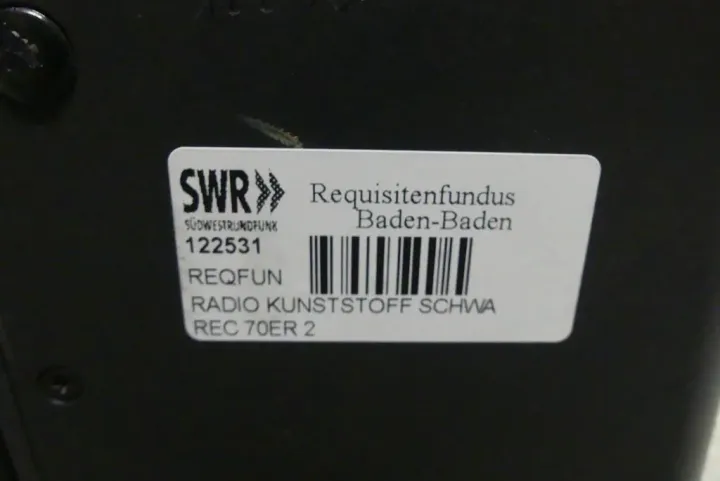 SWR
SÜDWESTRUNDFUNK
Requisitenfundus
Baden-Baden
122531
REQFUN
RADIO KUNSTSTOFF SCHWA
REC 70ER 2